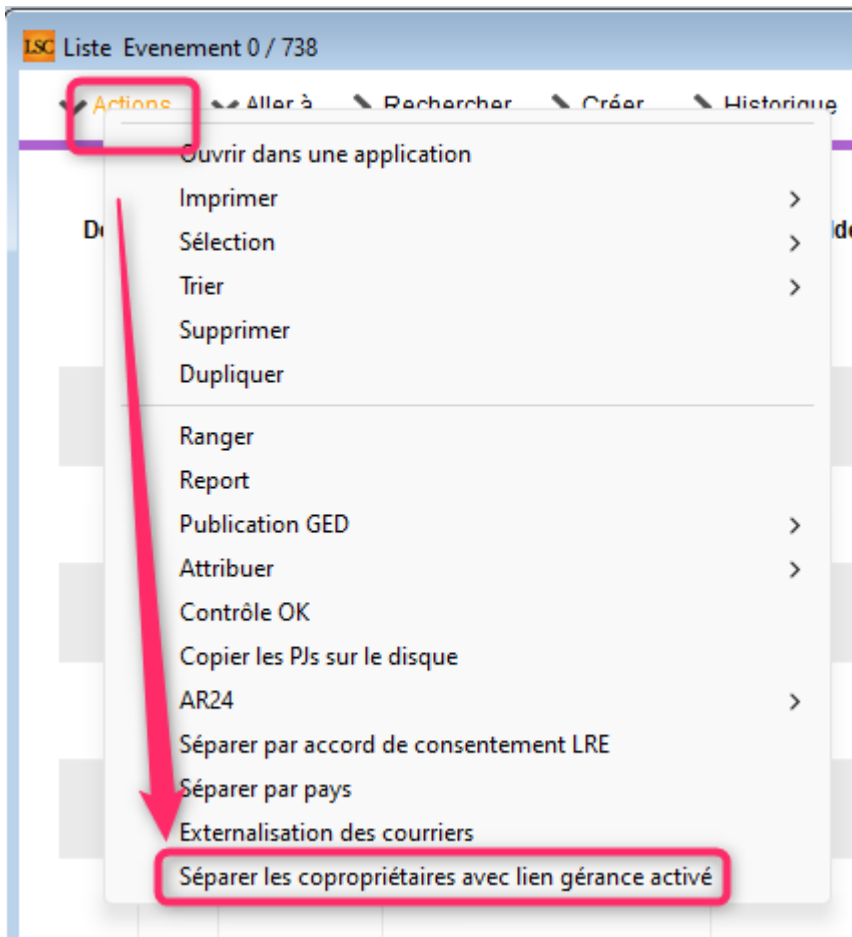 LSC Liste Evenement 0 / 738
Actions Aller à Rechercher Créer Historique
Ouvrir dans une application
Imprimer
Sélection
Trier
Supprimer
Dupliquer
Ranger
Report
Publication GED
Attribuer
Contrôle OK
Copier les PJs sur le disque
AR24
Séparer par accord de consentement LRE
Séparer par pays
Externalisation des courriers
Séparer les copropriétaires avec lien gérance activé